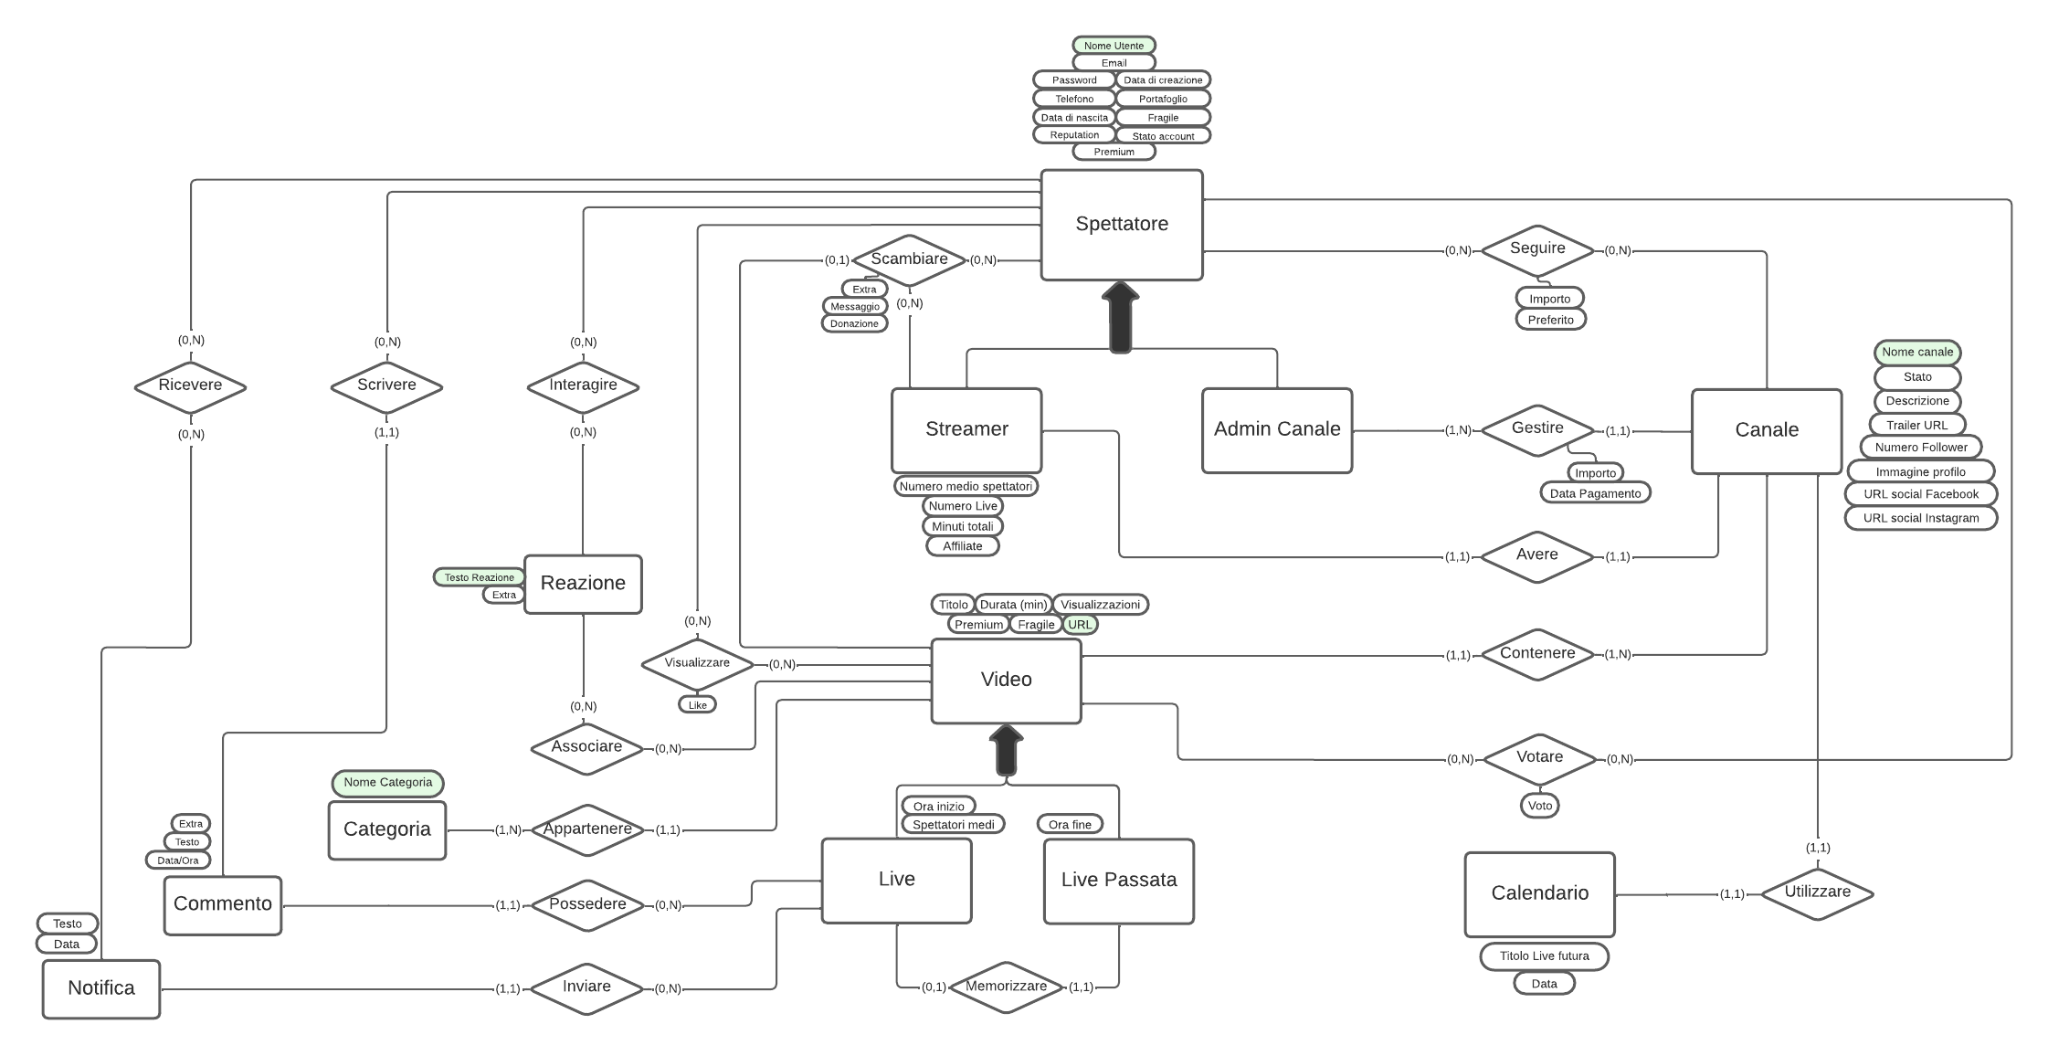 Nome Utente
Email
Password
Data di creazione
Telefono
Portafoglio
Data di nascita
Fragile
Reputation
Stato account
Premium
Spettatore
Scambiare
(0,1)
(0,N)
(0,N)
Extra
Messaggio
Donazione
Seguire
(0,N)
(0,N)
Importo
Preferito
(0,N)
Ricevere
(0,N)
(0,N)
Scrivere
(1,1)
(0,N)
Interagire
(0,N)
Streamer
Numero medio spettatori
Numero Live
Minuti totali
Affiliate
Admin Canale
(1,N)
Gestire
(1,1)
Importo
Data Pagamento
Canale
Nome canale
Stato
Descrizione
Trailer URL
Numero Follower
Immagine profilo
URL social Facebook
URL social Instagram
(1,1)
Avere
(1,1)
Testo Reazione
Extra
Reazione
(0,N)
Visualizzare
(0,N)
Like
Titolo
Durata (min)
Visualizzazioni
Premium
Fragile
URL
Video
(1,1)
Contenere
(1,N)
(0,N)
Associare
(0,N)
(0,N)
Votare
(0,N)
Voto
Nome Categoria
Categoria
(1,N)
Appartenere
(1,1)
Ora inizio
Spettatori medi
Ora fine
Live
Live Passata
Extra
Testo
Data/Ora
Commento
(1,1)
Possedere
(0,N)
Calendario
(1,1)
Utilizzare
(1,1)
Titolo Live futura
Data
Testo
Data
Notifica
(1,1)
Inviare
(0,N)
(0,1)
Memorizzare
(1,1)